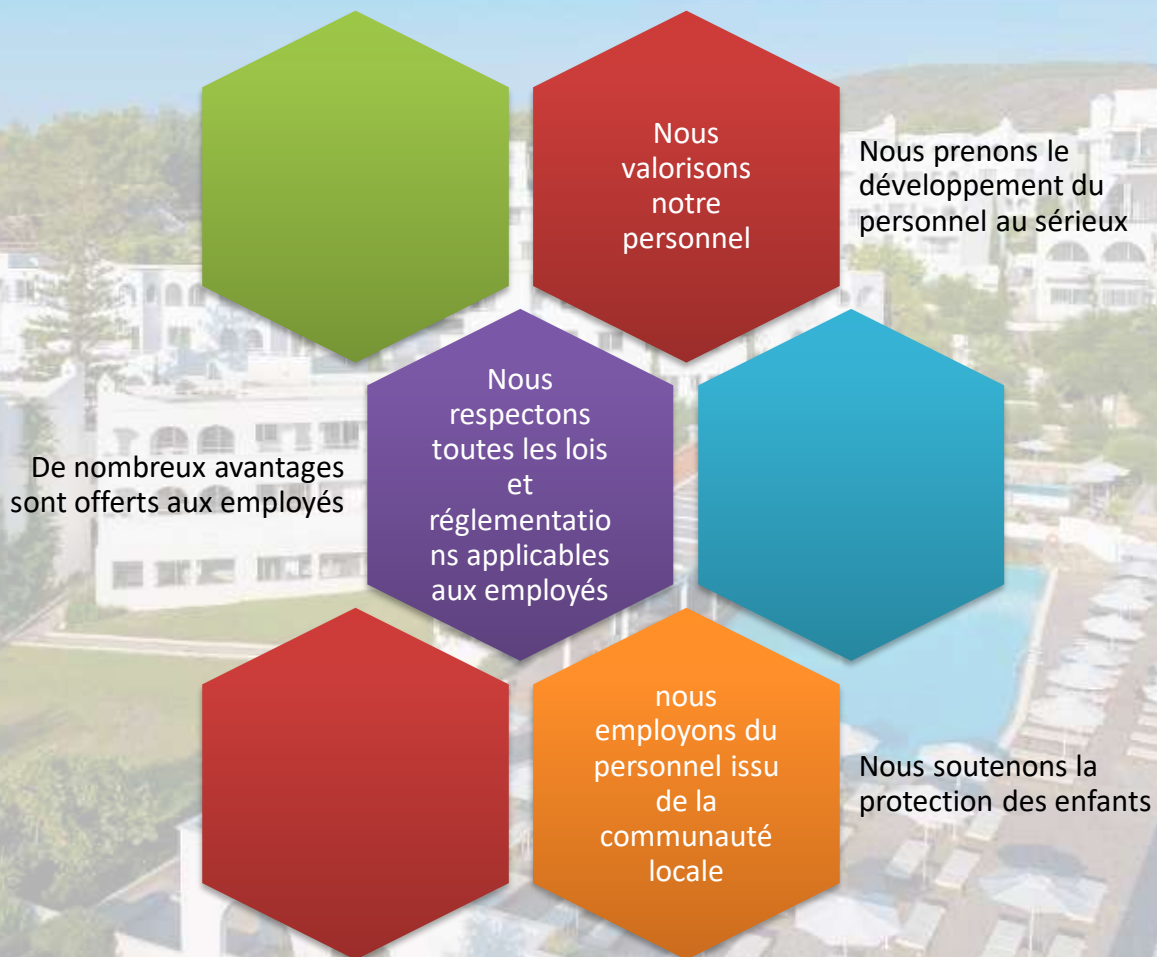 Nous
valorisons
notre
personnel
Nous prenons le
développement du
personnel au sérieux
Nous
respectons
toutes les lois
et
réglementatio
ns applicables
aux employés
De nombreux avantages
sont offerts aux employés
nous
employons du
personnel issu
de la
communauté
locale
Nous soutenons la
protection des enfants